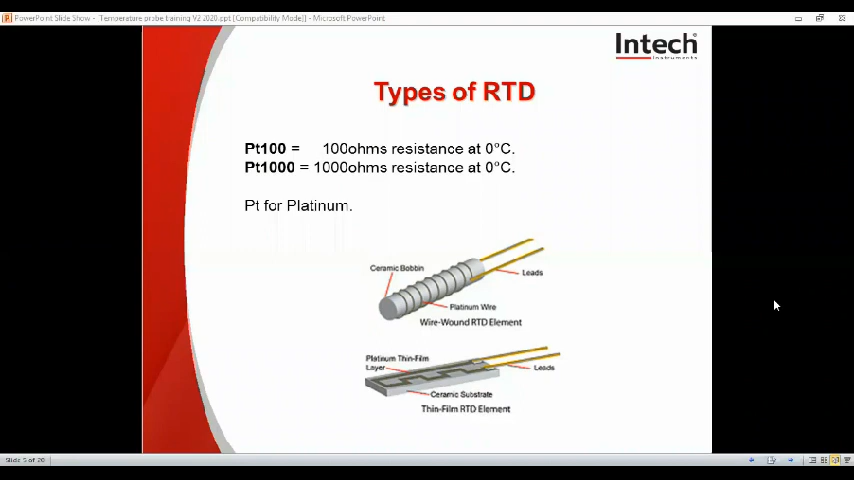 PowerPoint Slide Show - Temperature probe training V2 2020.ppt [Compatibility Mode] - Microsoft PowerPoint
Intech
Instruments
Types of RTD
Pt100 = 100ohms resistance at 0°C.
Pt1000 = 1000ohms resistance at 0°C.
Pt for Platinum.
Ceramic Bobbin
Leads
Platinum Wire
Wire-Wound RTD Element
Platinum Thin-Film
Layer
Leads
Ceramic Substrate
Thin-Film RTD Element
Slide 5 of 20